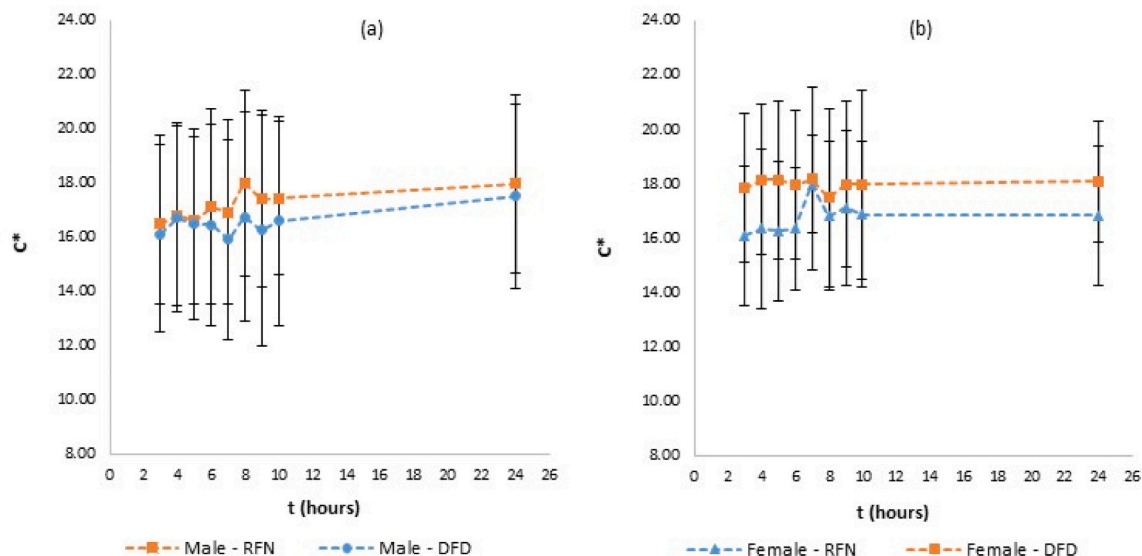 (a)
24.00
22.00
20.00
18.00
16.00
14.00
12.00
10.00
8.00
C*
0 2 4 6 8 10 12 14 16 18 20 22 24 26
t (hours)
Male - RFN Male - DFD
(b)
24.00
22.00
20.00
18.00
16.00
14.00
12.00
10.00
8.00
C*
0 2 4 6 8 10 12 14 16 18 20 22 24 26
t (hours)
Female - RFN Female - DFD